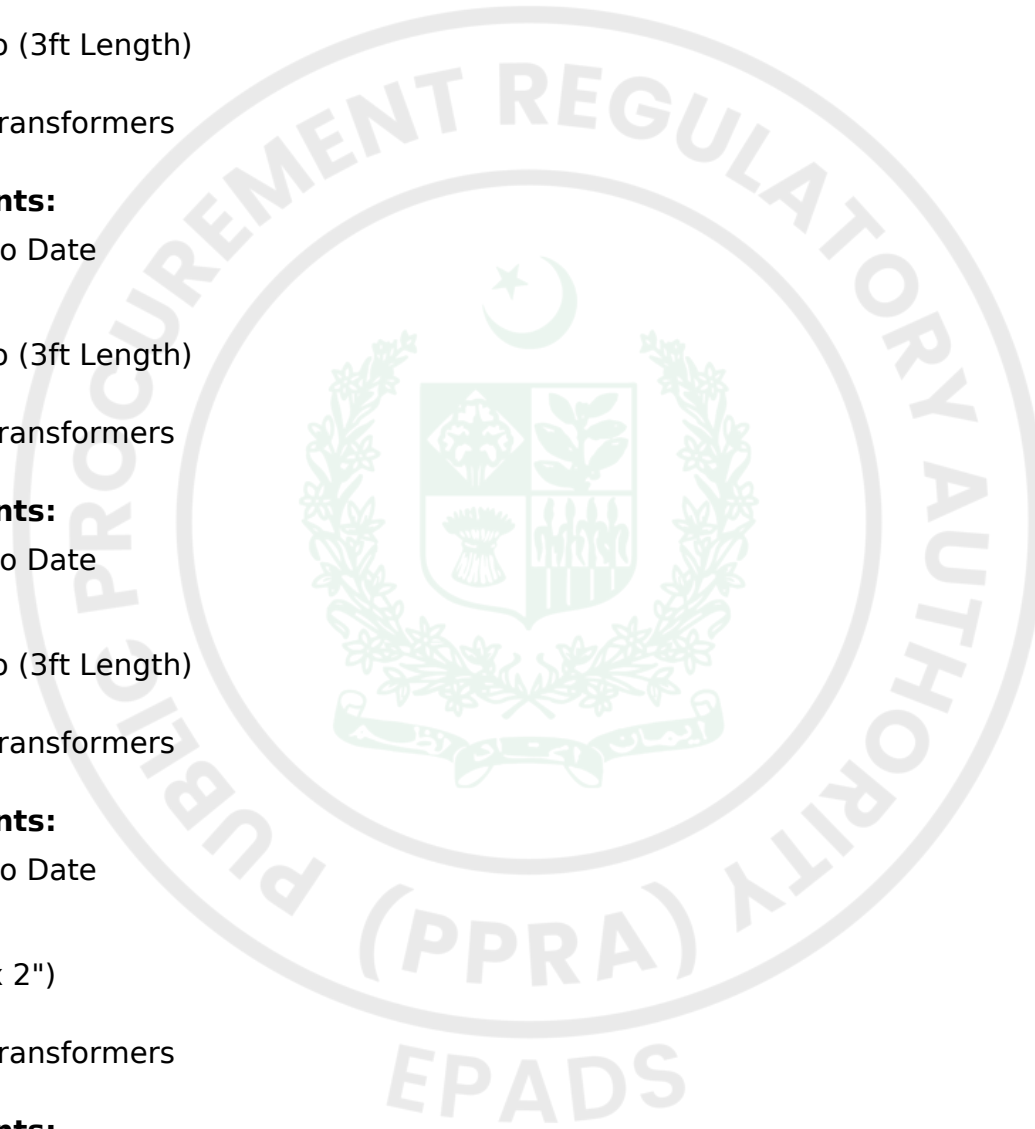 o (3ft Length)
ransformers
nts:
o Date
o (3ft Length)
ransformers
nts:
o Date
o (3ft Length)
ransformers
nts:
o Date
x 2")
ransformers
nts:
PUBLIC PROCUREMENT REGULATORY AUTHORITY
(PPRA)
EPADS